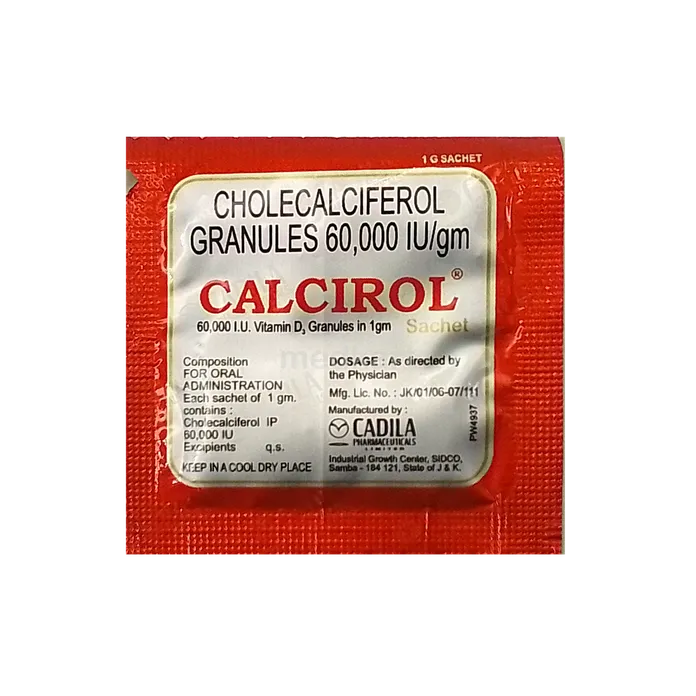 1 G SACHET
CHOLECALCIFEROL
GRANULES 60,000 IU/gm
CALCIROL®
60,000 I.U. Vitamin D₃ Granules in 1gm Sachet
Composition
FOR ORAL
ADMINISTRATION
Each sachet of 1 gm.
contains :
Cholecalciferol IP
60,000 IU
Excipients q.s.
KEEP IN A COOL DRY PLACE
DOSAGE : As directed by
the Physician
Mfg. Lic. No. : JK/01/06-07/111
Manufactured by :
CADILA
PHARMACEUTICALS
LIMITED
Industrial Growth Center, SIDCO,
Samba - 184 121, State of J & K.
PW4937